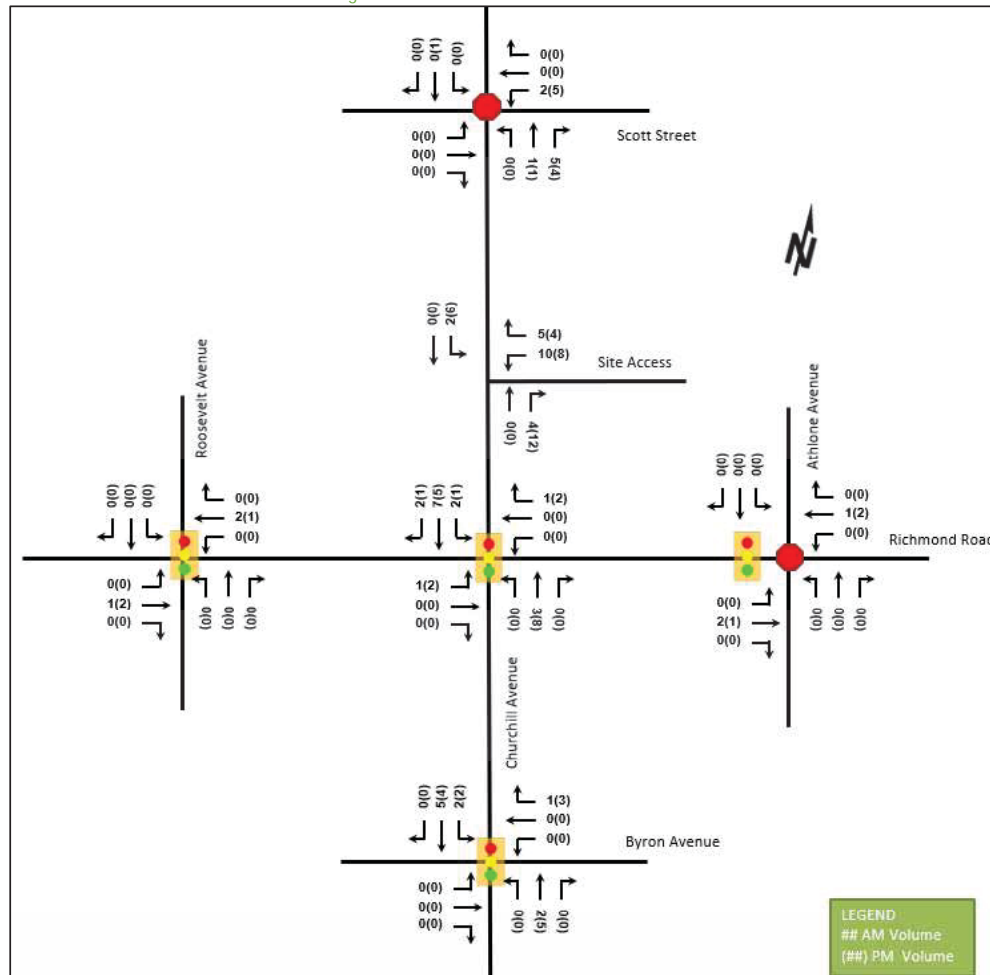 0(0) 0(1) 0(0)
0(0)
0(0)
2(5)
Scott Street
0(0)
0(0)
0(0)
0(0) 1(1) 5(4)
N
0(0) 2(6)
5(4)
10(8)
Site Access
0(0) 4(12)
Roosevelt Avenue
0(0) 0(0) 0(0)
0(0)
2(1)
0(0)
0(0)
1(2)
0(0)
0(0) 0(0) 0(0)
2(1) 7(5) 2(1)
1(2)
0(0)
0(0)
1(2)
0(0)
0(0)
0(0) 3(8) 0(0)
Athlone Avenue
0(0) 0(0) 0(0)
0(0)
1(2)
0(0)
Richmond Road
0(0)
2(1)
0(0)
0(0) 0(0) 0(0)
Churchill Avenue
0(0) 5(4) 2(2)
1(3)
0(0)
0(0)
Byron Avenue
0(0)
0(0)
0(0)
0(0) 2(5) 0(0)
LEGEND
## AM Volume
(##) PM Volume